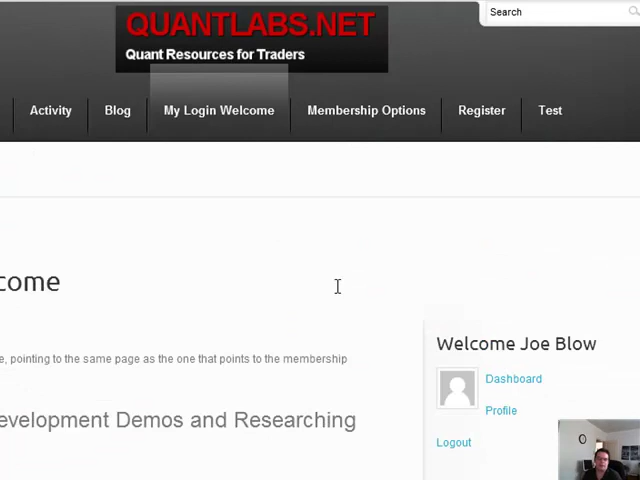 QUANTLABS.NET
Search
Quant Resources for Traders
Activity
Blog
My Login Welcome
Membership Options
Register
Test
come
Welcome Joe Blow
e, pointing to the same page as the one that points to the membership
Dashboard
Profile
evelopment Demos and Researching
Logout